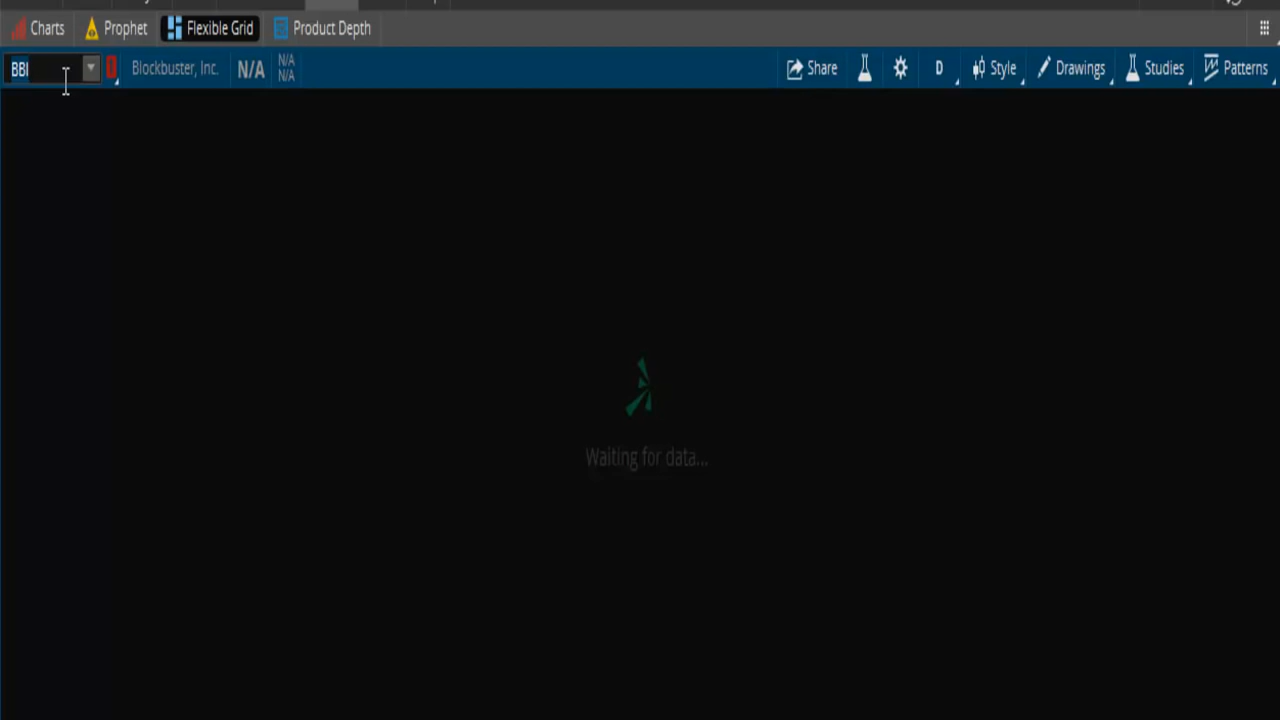 Charts Prophet Flexible Grid Product Depth
BBI Blockbuster, Inc. N/A N/A Share D Style Drawings Studies Patterns
N/A
Waiting for data...